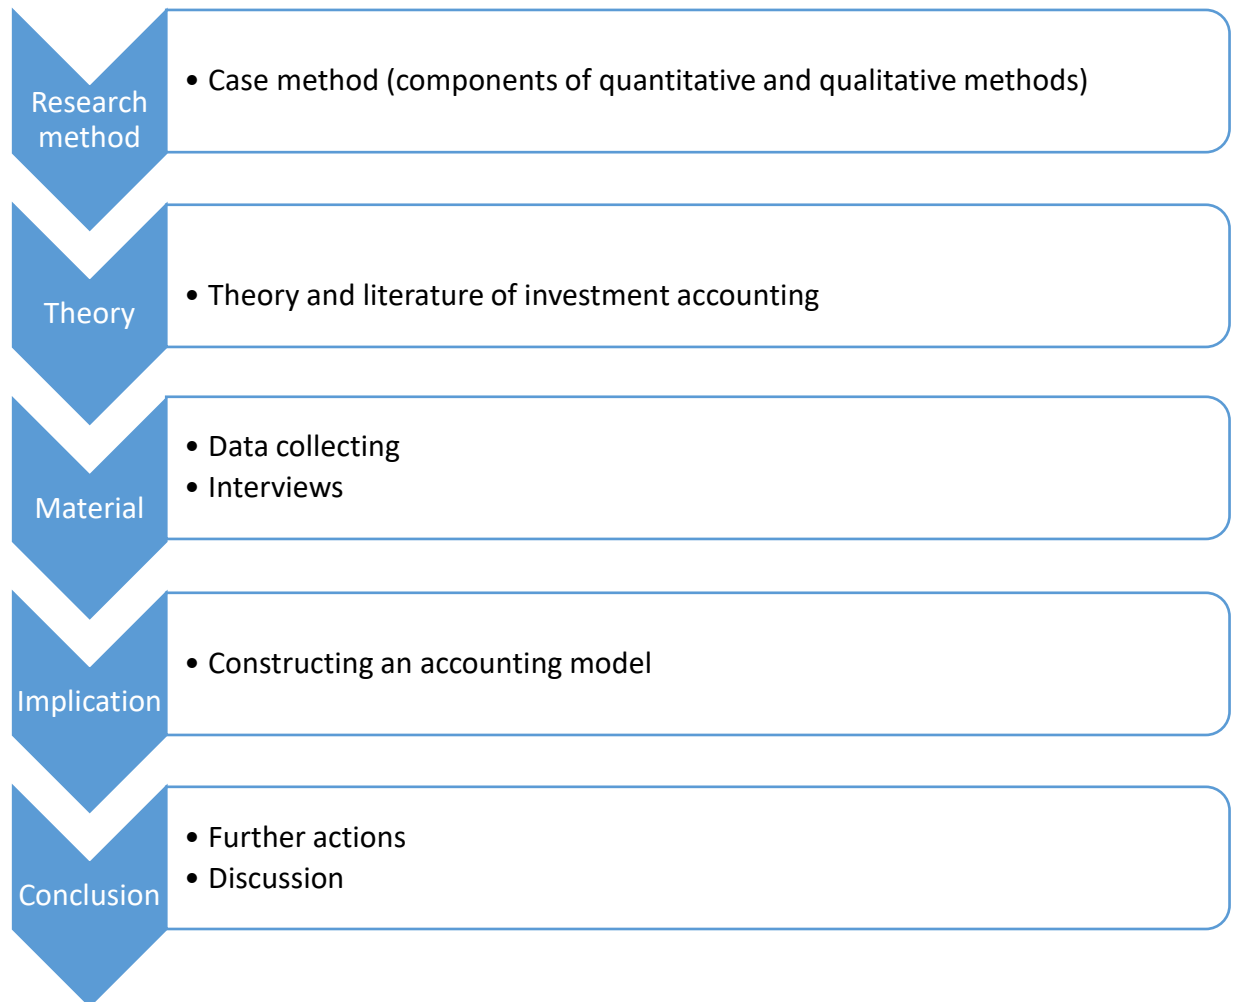 Research
method
• Case method (components of quantitative and qualitative methods)
Theory
• Theory and literature of investment accounting
Material
• Data collecting
• Interviews
Implication
• Constructing an accounting model
Conclusion
• Further actions
• Discussion